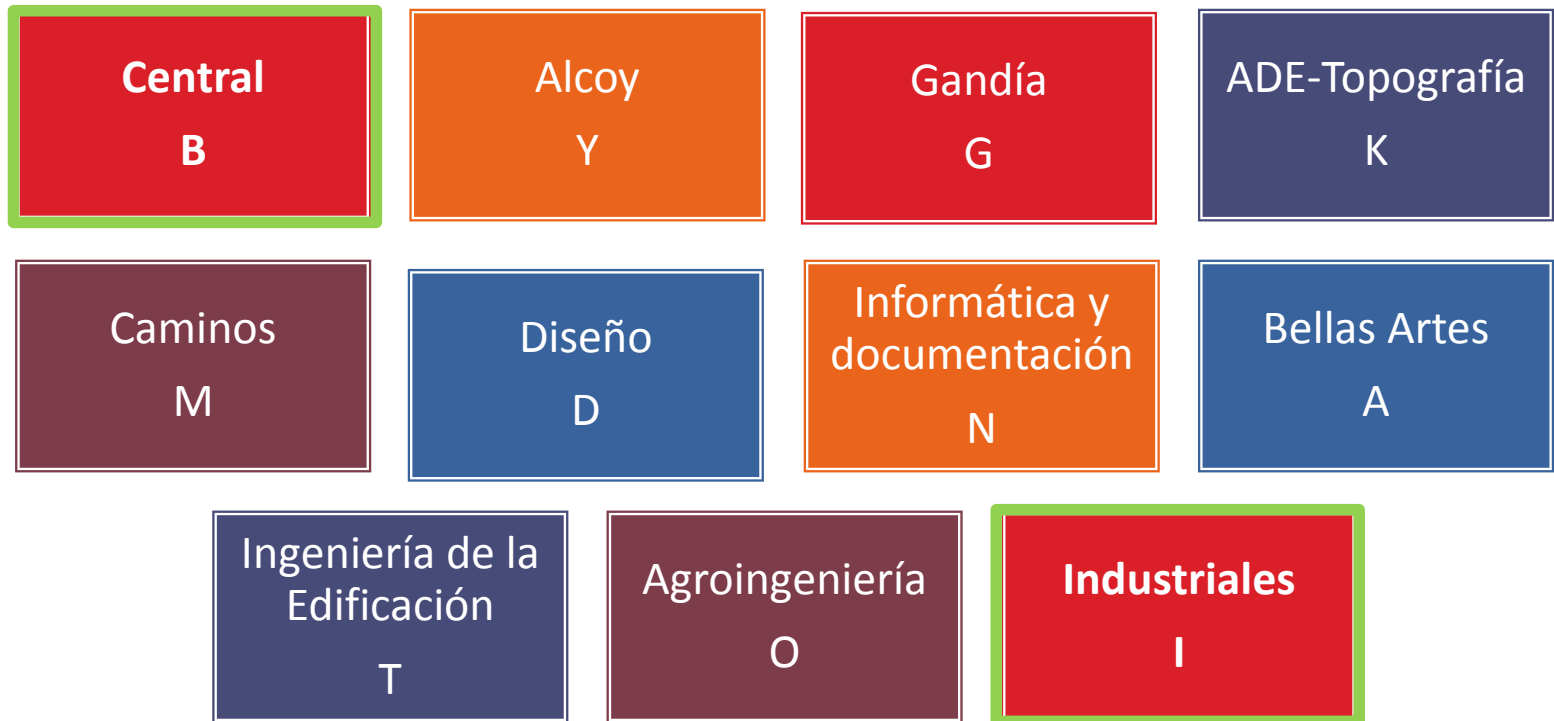 Central
B
Alcoy
Y
Gandía
G
ADE-Topografía
K
Caminos
M
Diseño
D
Informática y
documentación
N
Bellas Artes
A
Ingeniería de la
Edificación
T
Agroingeniería
O
Industriales
I